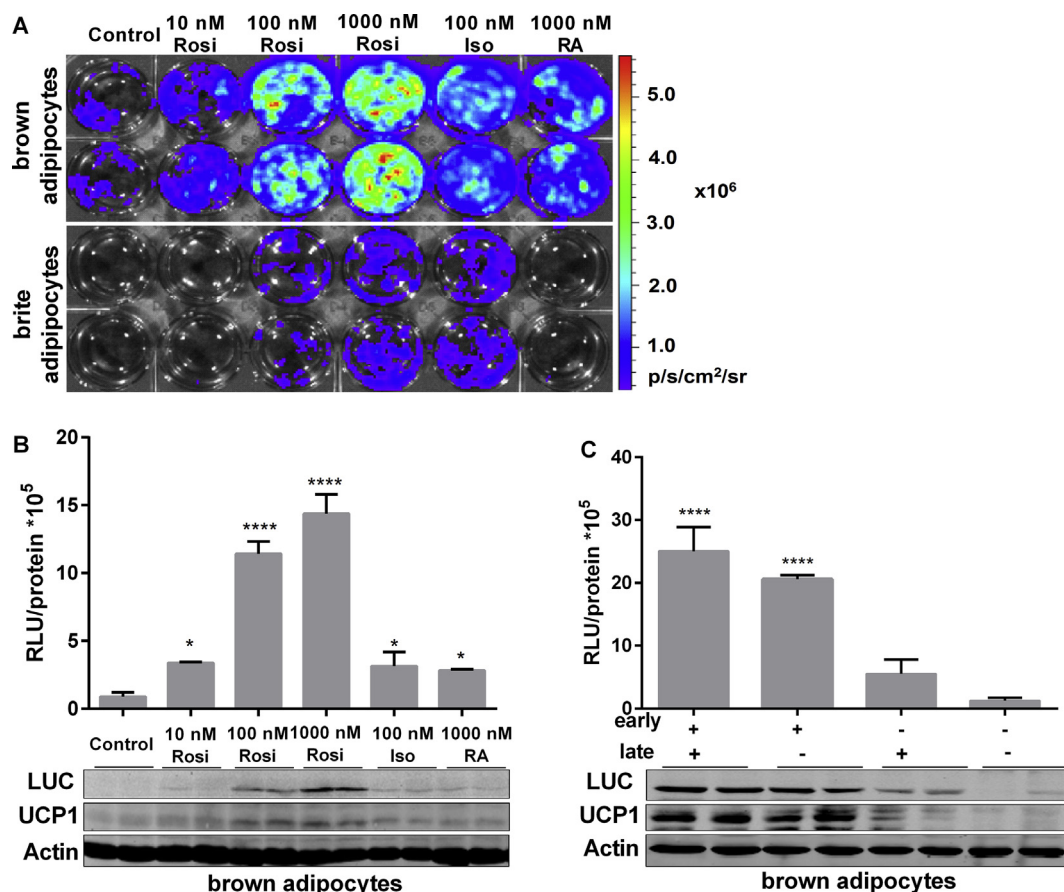 A
Control
10 nM Rosi
100 nM Rosi
1000 nM Rosi
100 nM Iso
1000 nM RA
brown adipipocytes
brite adipipocytes
5.0
4.0
x10⁶
3.0
2.0
1.0
p/s/cm²/sr
B
RLU/protein *10⁵
20
15
10
5
0
*
****
****
*
*
Control
10 nM Rosi
100 nM Rosi
1000 nM Rosi
100 nM Iso
1000 nM RA
LUC
UCP1
Actin
brown adipocytes
C
RLU/protein *10⁵
40
30
20
10
0
****
****
early + + - -
late + - + -
LUC
UCP1
Actin
brown adipocytes